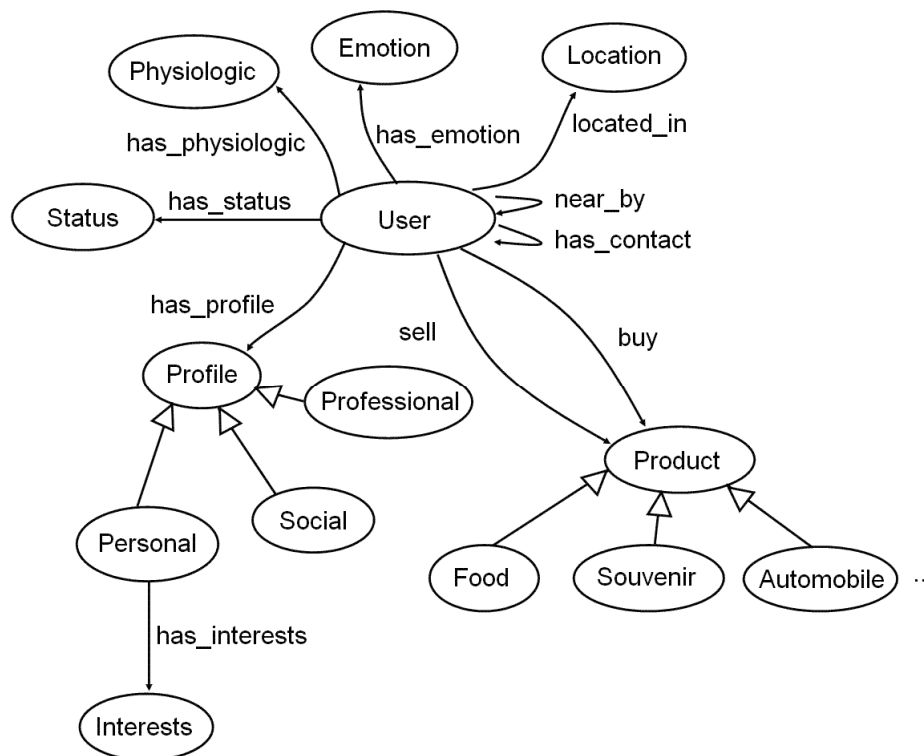 Emotion
Physiologic
Location
has_physiologic
has_emotion
located_in
Status
has_status
User
near_by
has_contact
has_profile
sell
buy
Profile
Professional
Product
Personal
Social
Food
Souvenir
Automobile
..
has_interests
Interests